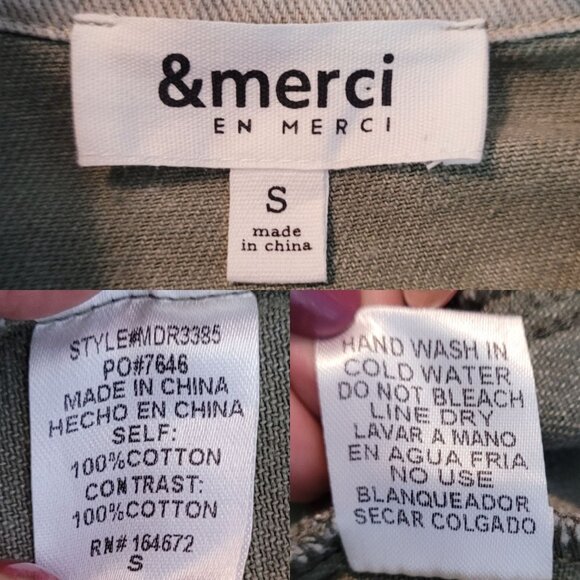 &merci
EN MERCI
S
made
in china
STYLE#MDR3385
PO#7646
MADE IN CHINA
HECHO EN CHINA
SELF:
100%COTTON
CONTRAST:
100%COTTON
RN# 164672
S
HAND WASH IN
COLD WATER
DO NOT BLEACH
LINE DRY
LAVAR A MANO
EN AGUA FRIA
NO USE
BLANQUEADOR
SECAR COLGADO